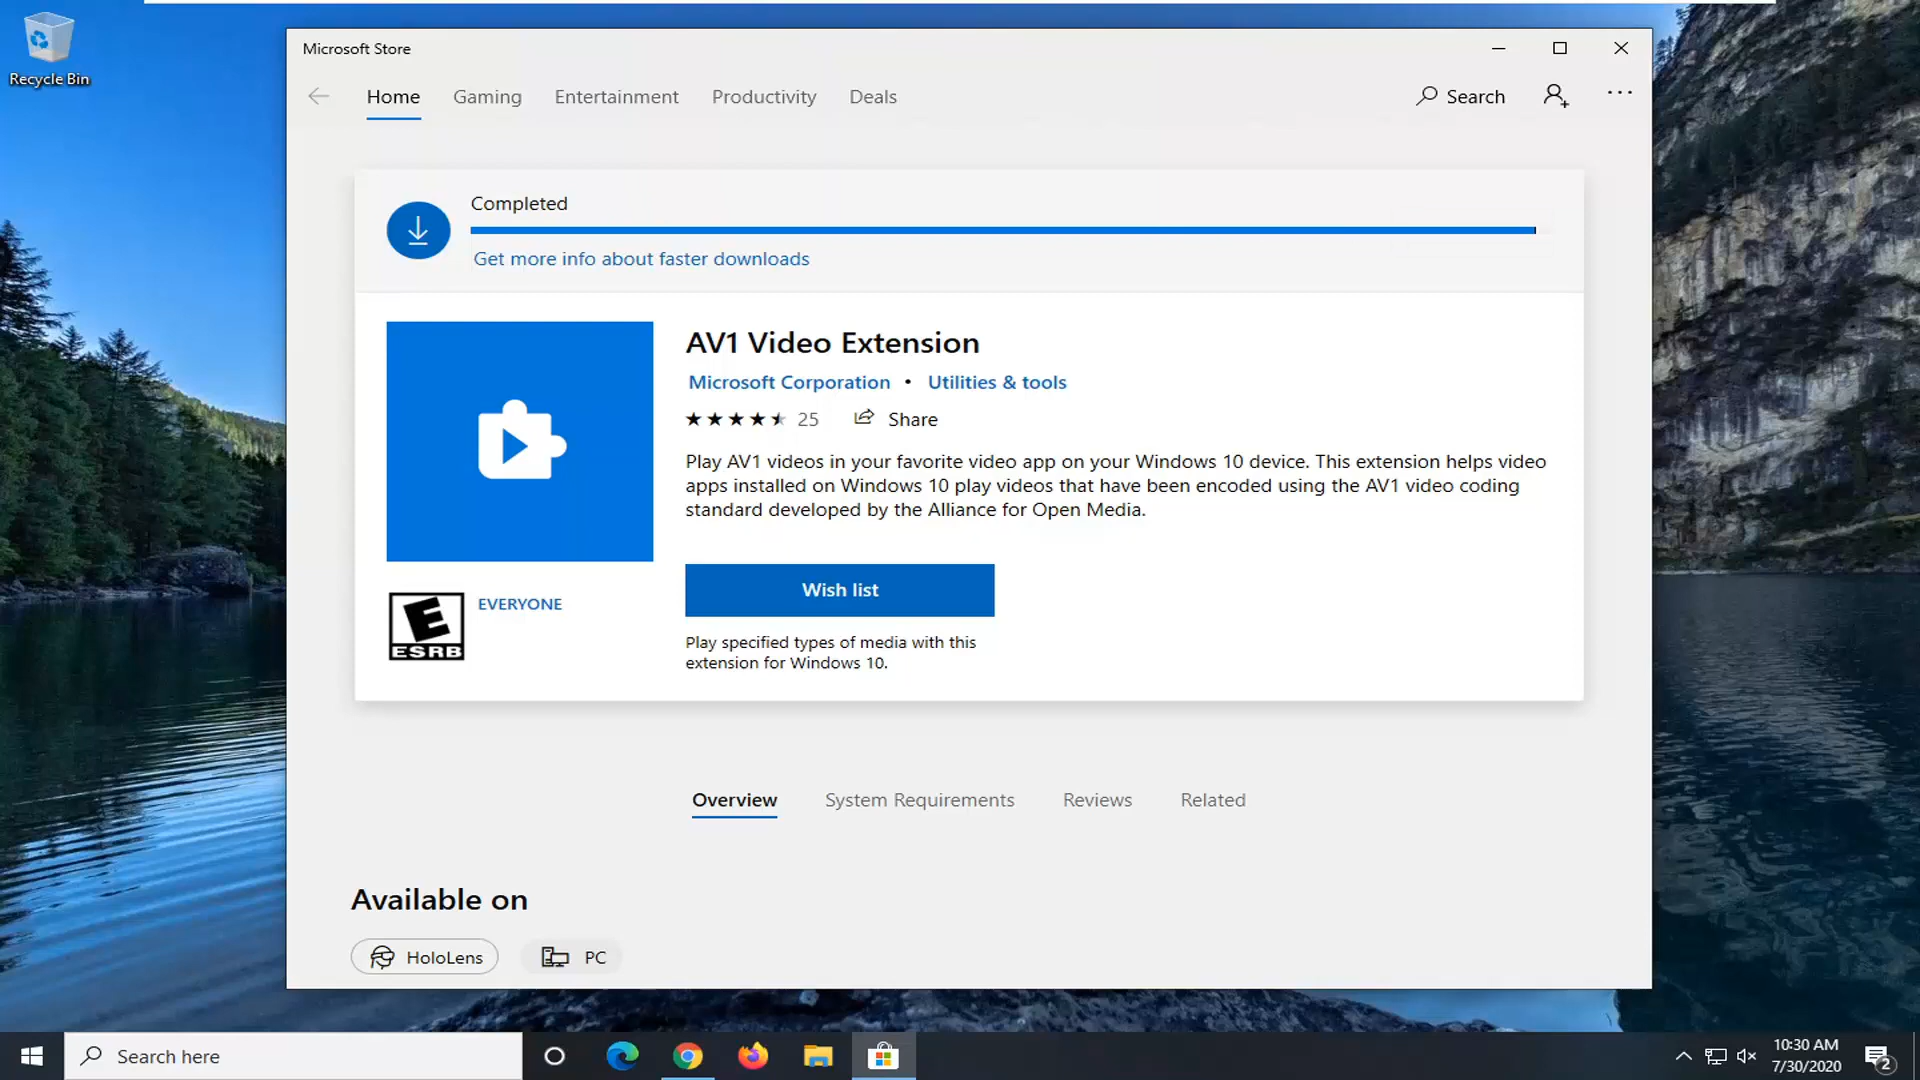 Recycle Bin
Microsoft Store
Home Gaming Entertainment Productivity Deals Search
Completed
Get more info about faster downloads
AV1 Video Extension
Microsoft Corporation • Utilities & tools
25 Share
Play AV1 videos in your favorite video app on your Windows 10 device. This extension helps video
apps installed on Windows 10 play videos that have been encoded using the AV1 video coding
standard developed by the Alliance for Open Media.
Wish list
Play specified types of media with this
extension for Windows 10.
E
ESRB
EVERYONE
Overview System Requirements Reviews Related
Available on
HoloLens PC
Search here
10:30 AM
7/30/2020
2